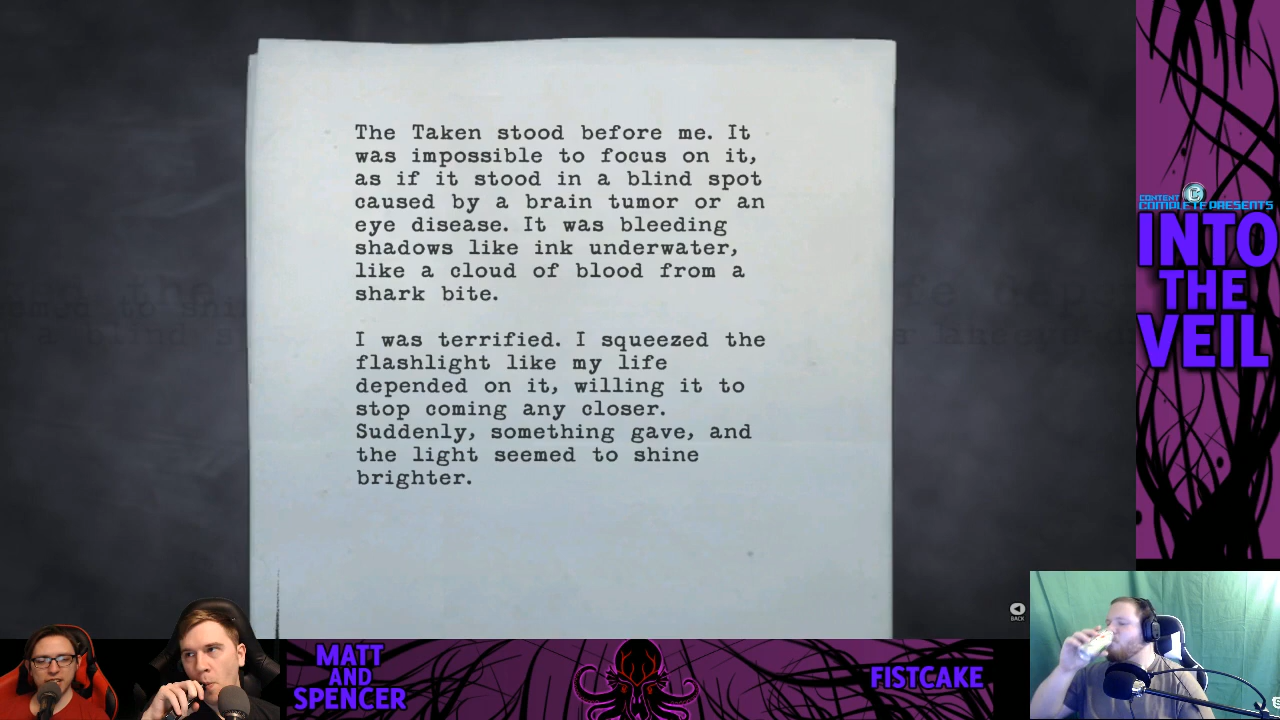 The Taken stood before me. It
was impossible to focus on it,
as if it stood in a blind spot
caused by a brain tumor or an
eye disease. It was bleeding
shadows like ink underwater,
like a cloud of blood from a
shark bite.
I was terrified. I squeezed the
flashlight like my life
depended on it, willing it to
stop coming any closer.
Suddenly, something gave, and
the light seemed to shine
brighter.
BACK
CONTENT
COMPLETE PRESENTS
INTO
THE
VEIL
MATT
AND
SPENCER
FISTCAKE